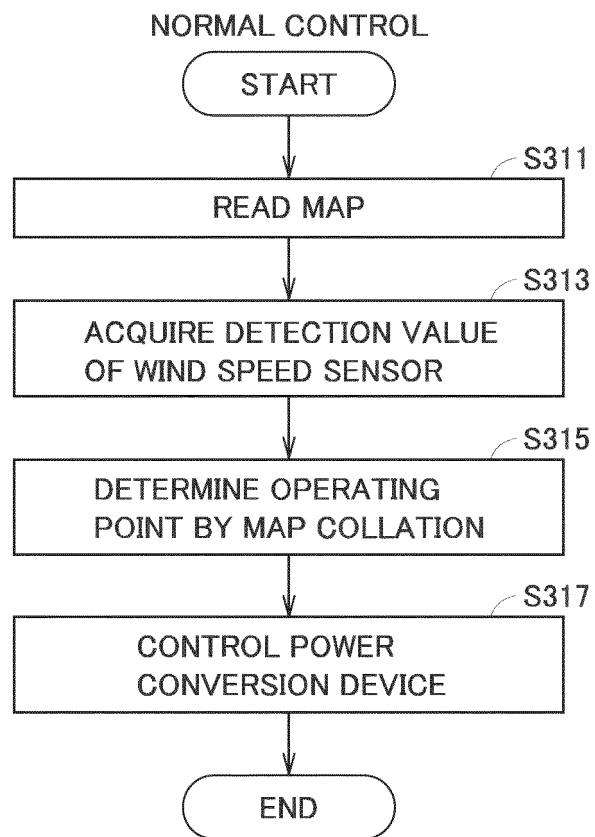 NORMAL CONTROL
START
S311
READ MAP
S313
ACQUIRE DETECTION VALUE
OF WIND SPEED SENSOR
S315
DETERMINE OPERATING
POINT BY MAP COLLATION
S317
CONTROL POWER
CONVERSION DEVICE
END